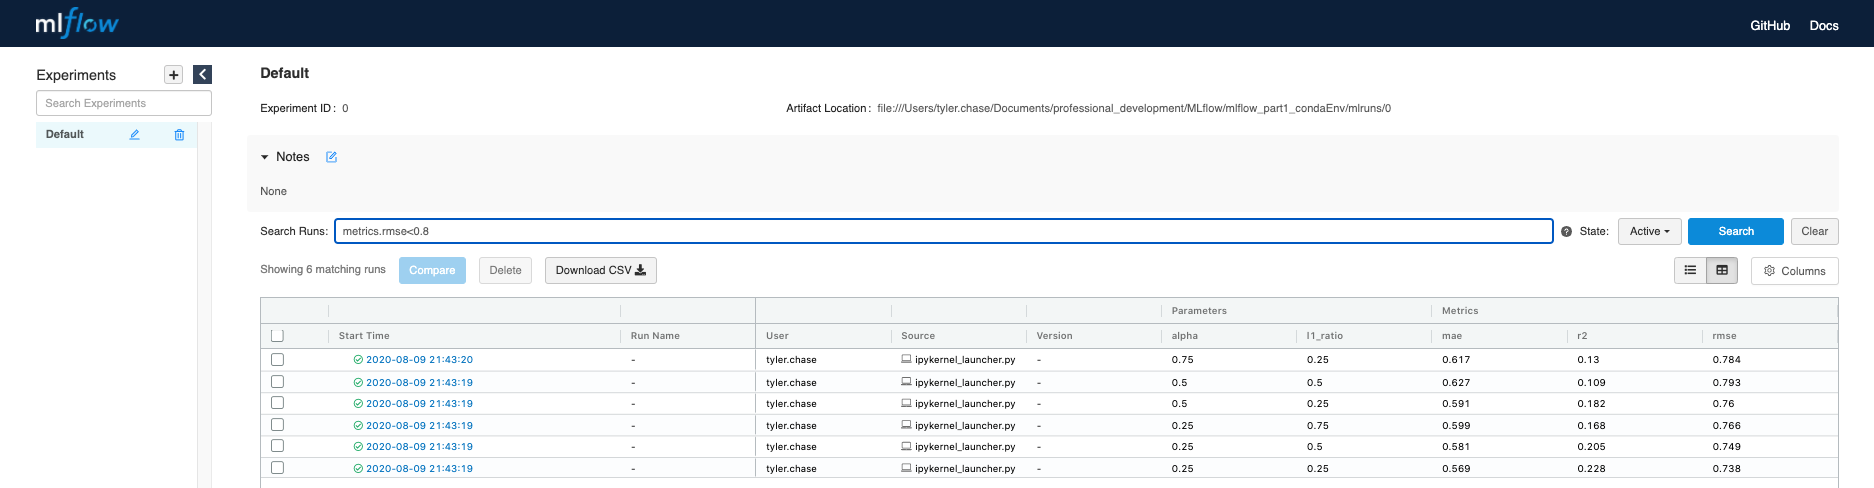 mlflow
GitHub Docs
Experiments
Search Experiments
Default
Default
Experiment ID: 0 Artifact Location: file:///Users/tyler.chase/Documents/professional_development/MLflow/mlflow_part1_condaEnv/mlruns/0
Notes
None
Search Runs: metrics.rmse<0.8 State: Active Search Clear
Showing 6 matching runs Compare Delete Download CSV Columns
Parameters Metrics
Start Time Run Name User Source Version alpha l1_ratio mae r2 rmse
2020-08-09 21:43:20 - tyler.chase ipykernel_launcher.py - 0.75 0.25 0.617 0.13 0.784
2020-08-09 21:43:19 - tyler.chase ipykernel_launcher.py - 0.5 0.5 0.627 0.109 0.793
2020-08-09 21:43:19 - tyler.chase ipykernel_launcher.py - 0.5 0.25 0.591 0.182 0.76
2020-08-09 21:43:19 - tyler.chase ipykernel_launcher.py - 0.25 0.75 0.599 0.168 0.766
2020-08-09 21:43:19 - tyler.chase ipykernel_launcher.py - 0.25 0.5 0.581 0.205 0.749
2020-08-09 21:43:19 - tyler.chase ipykernel_launcher.py - 0.25 0.25 0.569 0.228 0.738